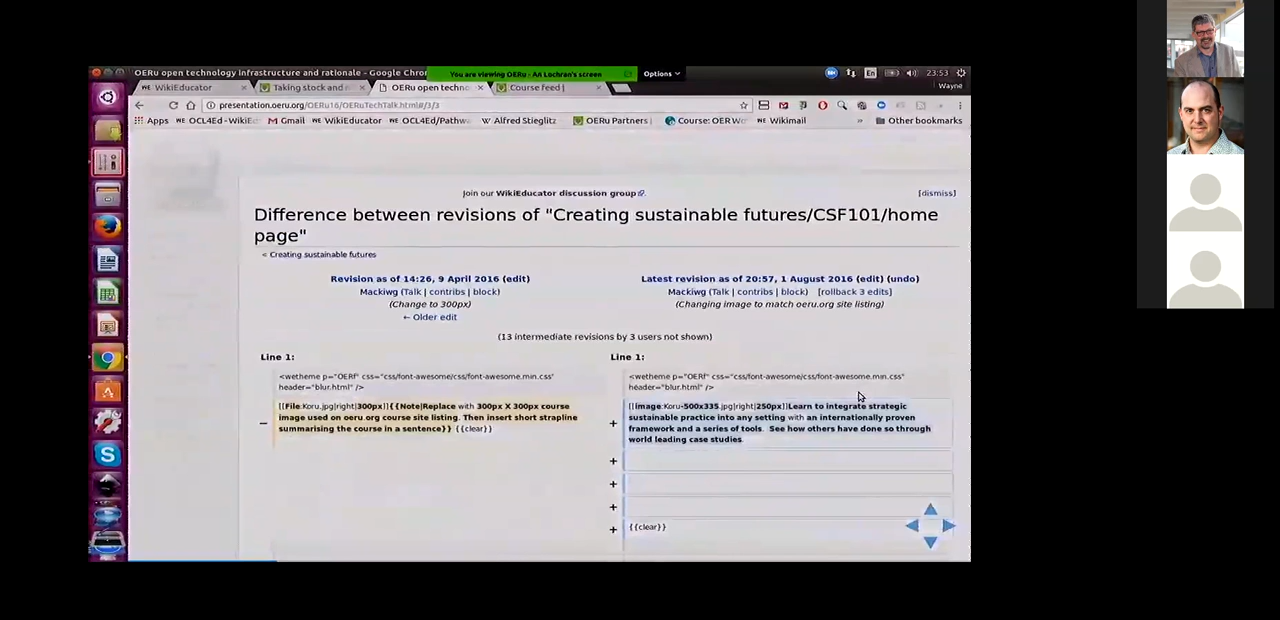 OERu open technology infrastructure and rationale - Google Chro
You are viewing OERu - An Lochran's screen
Options
En
23:53
WikiEducator
Taking stock and
OERu open techn
Course feed |
Wayne
presentation.oeru.org/OERu16/OERuTechTalk.html#/3/3
Apps
OCL4Ed -WikiE
Gmail
WikiEducator
OCL4Ed/Pathw
Alfred Stieglitz
OERu Partners |
Course: OER Wo
Wikimail
»
Other bookmarks
Join our WikiEducator discussion group.
[dismiss]
Difference between revisions of "Creating sustainable futures/CSF101/home
page"
< Creating sustainable futures
Revision as of 14:26, 9 April 2016 (edit)
Mackiwg (Talk | contribs | block)
(Change to 300px)
← Older edit
Latest revision as of 20:57, 1 August 2016 (edit) (undo)
Mackiwg (Talk | contribs | block) [rollback 3 edits]
(Changing image to match oeru.org site listing)
(13 intermediate revisions by 3 users not shown)
Line 1:
Line 1:
<wetheme p="OERf" css="css/font-awesome/css/font-awesome.min.css"
header="blur.html" />
<wetheme p="OERf" css="css/font-awesome/css/font-awesome.min.css"
header="blur.html" />
− [[File:Koru.jpg|right|300px]]{{Note|Replace with 300px X 300px course
image used on oeru.org course site listing. Then insert short strapline
summarising the course in a sentence}} {{clear}}
+ [[Image:Koru-500x335.jpg|right|250px]]Learn to integrate strategic
sustainable practice into any setting with an internationally proven
framework and a series of tools. See how others have done so through
world leading case studies.
+
+
+
+ {{clear}}